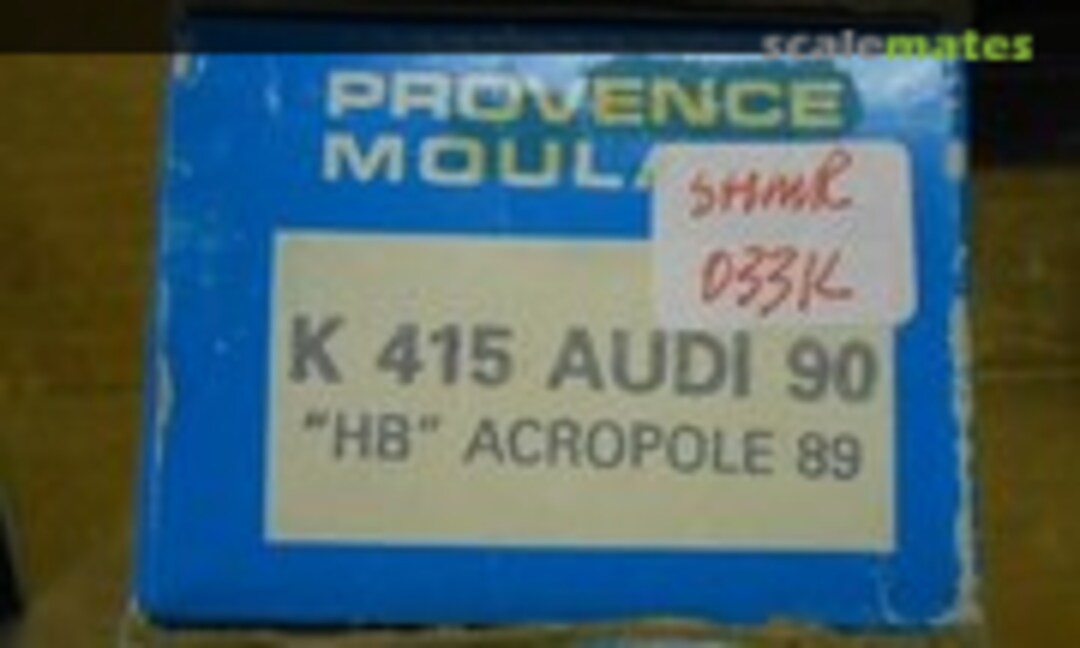 scalemates
PROVENCE
MOUL
SHMR
033K
K 415 AUDI 90
"HB" ACROPOLE 89